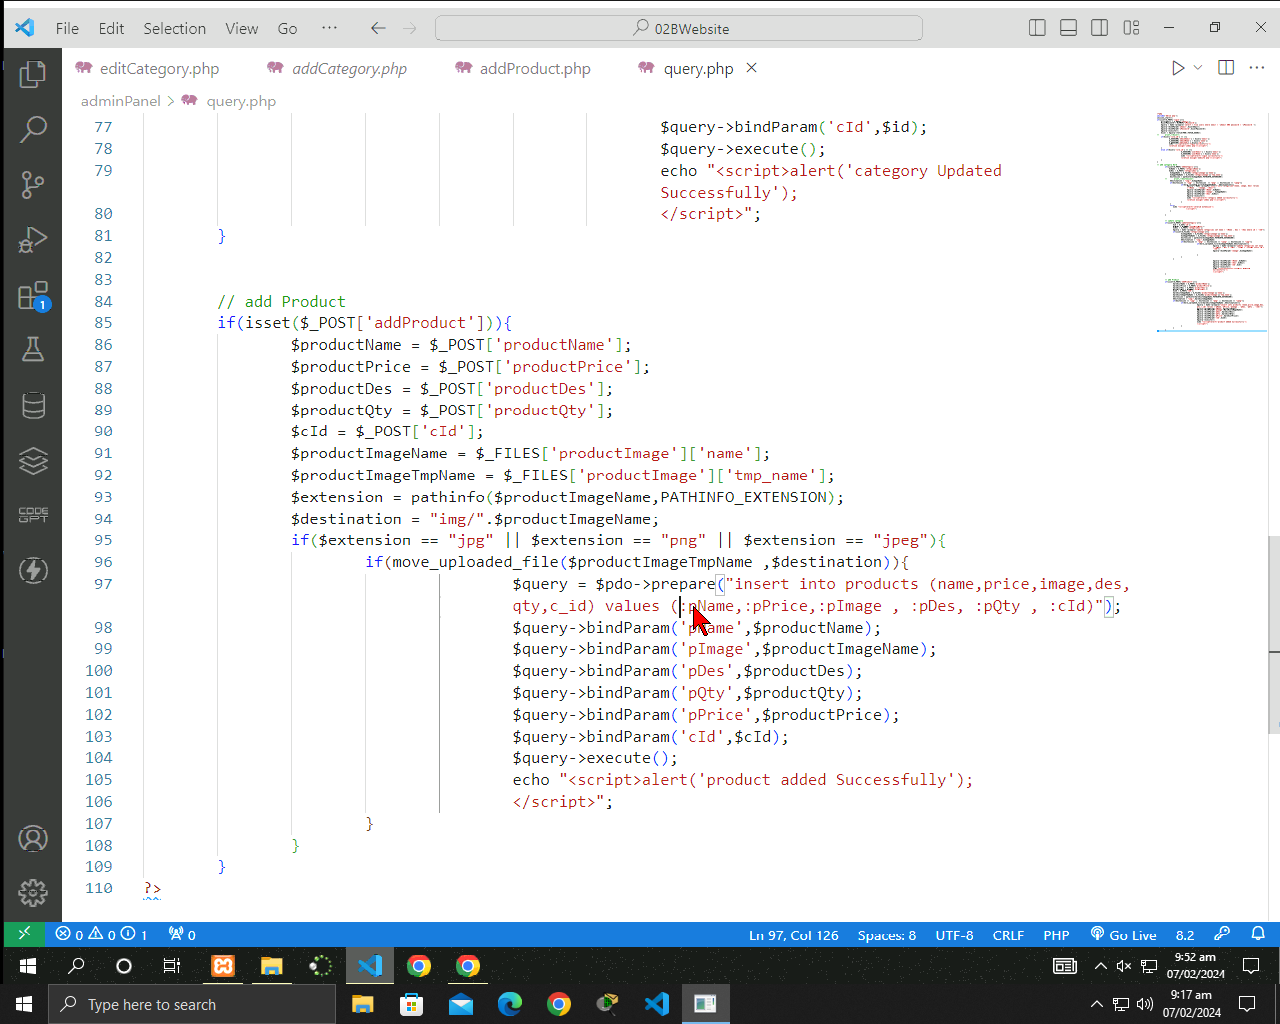 File Edit Selection View Go ··· 02BWebsite
editCategory.php addCategory.php addProduct.php query.php
adminPanel > query.php
77 $query->bindParam('cId',$id);
78 $query->execute();
79 echo "<script>alert('category Updated
Successfully');
80 </script>";
81 }
82
83
84 // add Product
85 if(isset($_POST['addProduct'])){
86 $productName = $_POST['productName'];
87 $productPrice = $_POST['productPrice'];
88 $productDes = $_POST['productDes'];
89 $productQty = $_POST['productQty'];
90 $cId = $_POST['cId'];
91 $productImageName = $_FILES['productImage']['name'];
92 $productImageTmpName = $_FILES['productImage']['tmp_name'];
93 $extension = pathinfo($productImageName,PATHINFO_EXTENSION);
94 $destination = "img/".$productImageName;
95 if($extension == "jpg" || $extension == "png" || $extension == "jpeg"){
96 if(move_uploaded_file($productImageTmpName ,$destination)){
97 $query = $pdo->prepare("insert into products (name,price,image,des,
qty,c_id) values (:pName,:pPrice,:pImage , :pDes, :pQty , :cId)");
98 $query->bindParam('pName',$productName);
99 $query->bindParam('pImage',$productImageName);
100 $query->bindParam('pDes',$productDes);
101 $query->bindParam('pQty',$productQty);
102 $query->bindParam('pPrice',$productPrice);
103 $query->bindParam('cId',$cId);
104 $query->execute();
105 echo "<script>alert('product added Successfully');
106 </script>";
107 }
108 }
109 }
110 ?>
CODE
GPT
1
0 0 1 0 Ln 97, Col 126 Spaces: 8 UTF-8 CRLF PHP Go Live 8.2
9:52 am
07/02/2024
Type here to search
9:17 am
07/02/2024